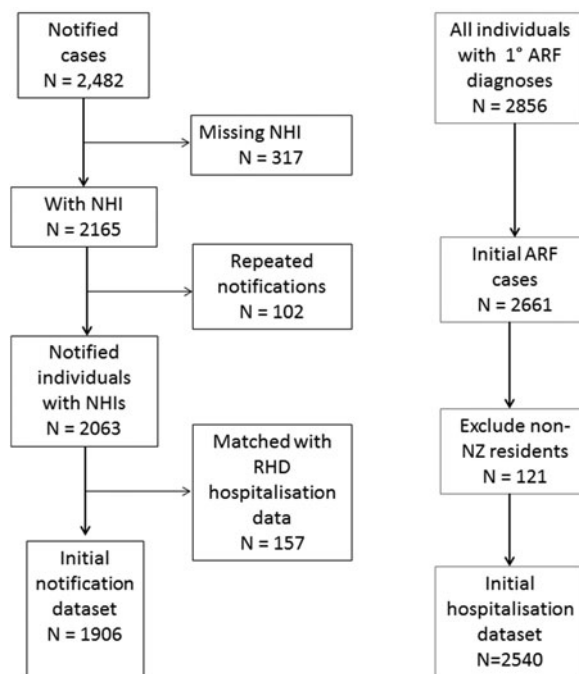 Notified
cases
N = 2,482
Missing NHI
N = 317
With NHI
N = 2165
Repeated
notifications
N = 102
Notified
individuals
with NHIs
N = 2063
Matched with
RHD
hospitalisation
data
N = 157
Initial
notification
dataset
N = 1906
All individuals
with 1° ARF
diagnoses
N = 2856
Initial ARF
cases
N = 2661
Exclude non-
NZ residents
N = 121
Initial
hospitalisation
dataset
N=2540